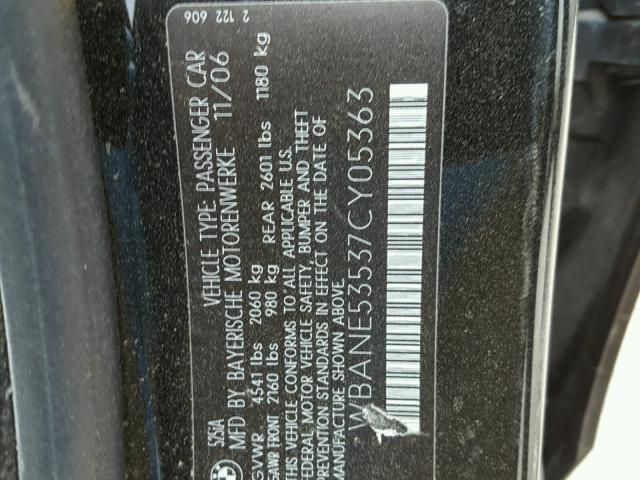 2 122 606
525IA VEHICLE TYPE PASSENGER CAR
BMW MFD BY BAYERISCHE MOTORENWERKE 11/06
GVWR 4541 lbs 2060 kg
GAWR FRONT 2160 lbs 980 kg REAR 2601 lbs 1180 kg
THIS VEHICLE CONFORMS TO ALL APPLICABLE U.S.
FEDERAL MOTOR VEHICLE SAFETY, BUMPER AND THEFT
PREVENTION STANDARDS IN EFFECT ON THE DATE OF
MANUFACTURE SHOWN ABOVE
WBANE53537CY05363